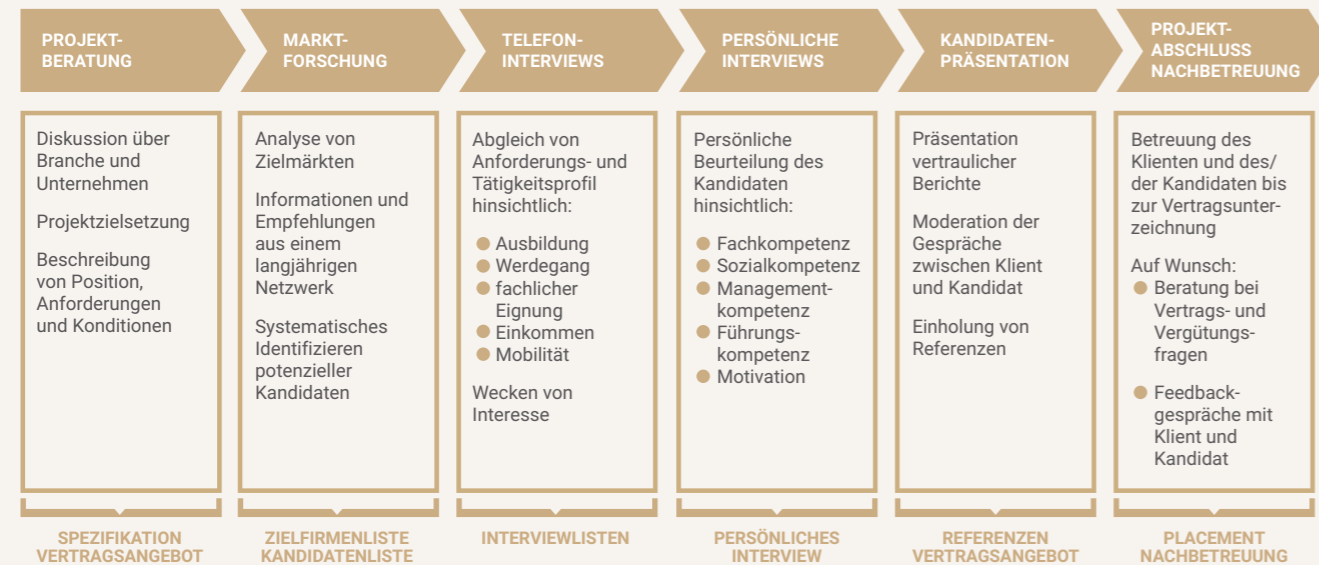 PROJEKT-
BERATUNG
MARKT-
FORSCHUNG
TELEFON-
INTERVIEWS
PERSÖNLICHE
INTERVIEWS
KANDIDATEN-
PRÄSENTATION
PROJEKT-
ABSCHLUSS
NACHBETREUUNG
Diskussion über
Branche und
Unternehmen
Projektzielsetzung
Beschreibung
von Position,
Anforderungen
und Konditionen
Analyse von
Zielmärkten
Informationen und
Empfehlungen
aus einem
langjährigen
Netzwerk
Systematisches
Identifizieren
potenzieller
Kandidaten
Abgleich von
Anforderungs- und
Tätigkeitsprofil
hinsichtlich:
Ausbildung
Werdegang
fachlicher
Eignung
Einkommen
Mobilität
Wecken von
Interesse
Persönliche
Beurteilung des
Kandidaten
hinsichtlich:
Fachkompetenz
Sozialkompetenz
Management-
kompetenz
Führungs-
kompetenz
Motivation
Präsentation
vertraulicher
Berichte
Moderation der
Gespräche
zwischen Klient
und Kandidat
Einholung von
Referenzen
Betreuung des
Klienten und des/
der Kandidaten bis
zur Vertragsunter-
zeichnung
Auf Wunsch:
Beratung bei
Vertrags- und
Vergütungs-
fragen
Feedback-
gespräche mit
Klient und
Kandidat
SPEZIFIKATION
VERTRAGSANGEBOT
ZIELFIRMENLISTE
KANDIDATENLISTE
INTERVIEWLISTEN
PERSÖNLICHES
INTERVIEW
REFERENZEN
VERTRAGSANGEBOT
PLACEMENT
NACHBETREUUNG